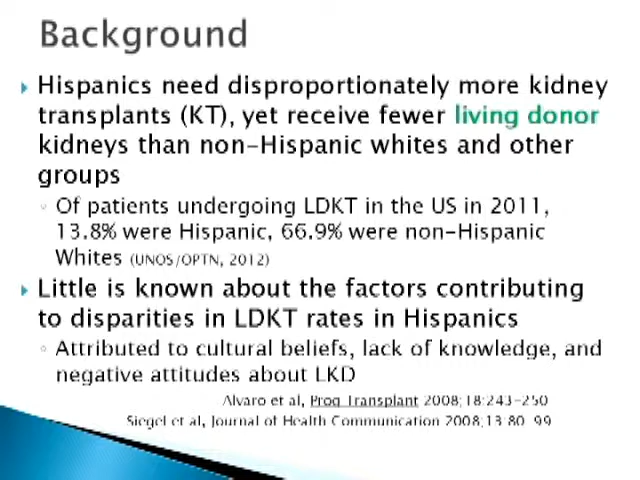 Background
Hispanics need disproportionately more kidney
transplants (KT), yet receive fewer living donor
kidneys than non-Hispanic whites and other
groups
Of patients undergoing LDKT in the US in 2011,
13.8% were Hispanic, 66.9% were non-Hispanic
Whites (UNOS/OPTN, 2012)
Little is known about the factors contributing
to disparities in LDKT rates in Hispanics
Attributed to cultural beliefs, lack of knowledge, and
negative attitudes about LKD
Alvaro et al, Prog Transplant 2008;18:243-250
Siegel et al, Journal of Health Communication 2008;13:80 99